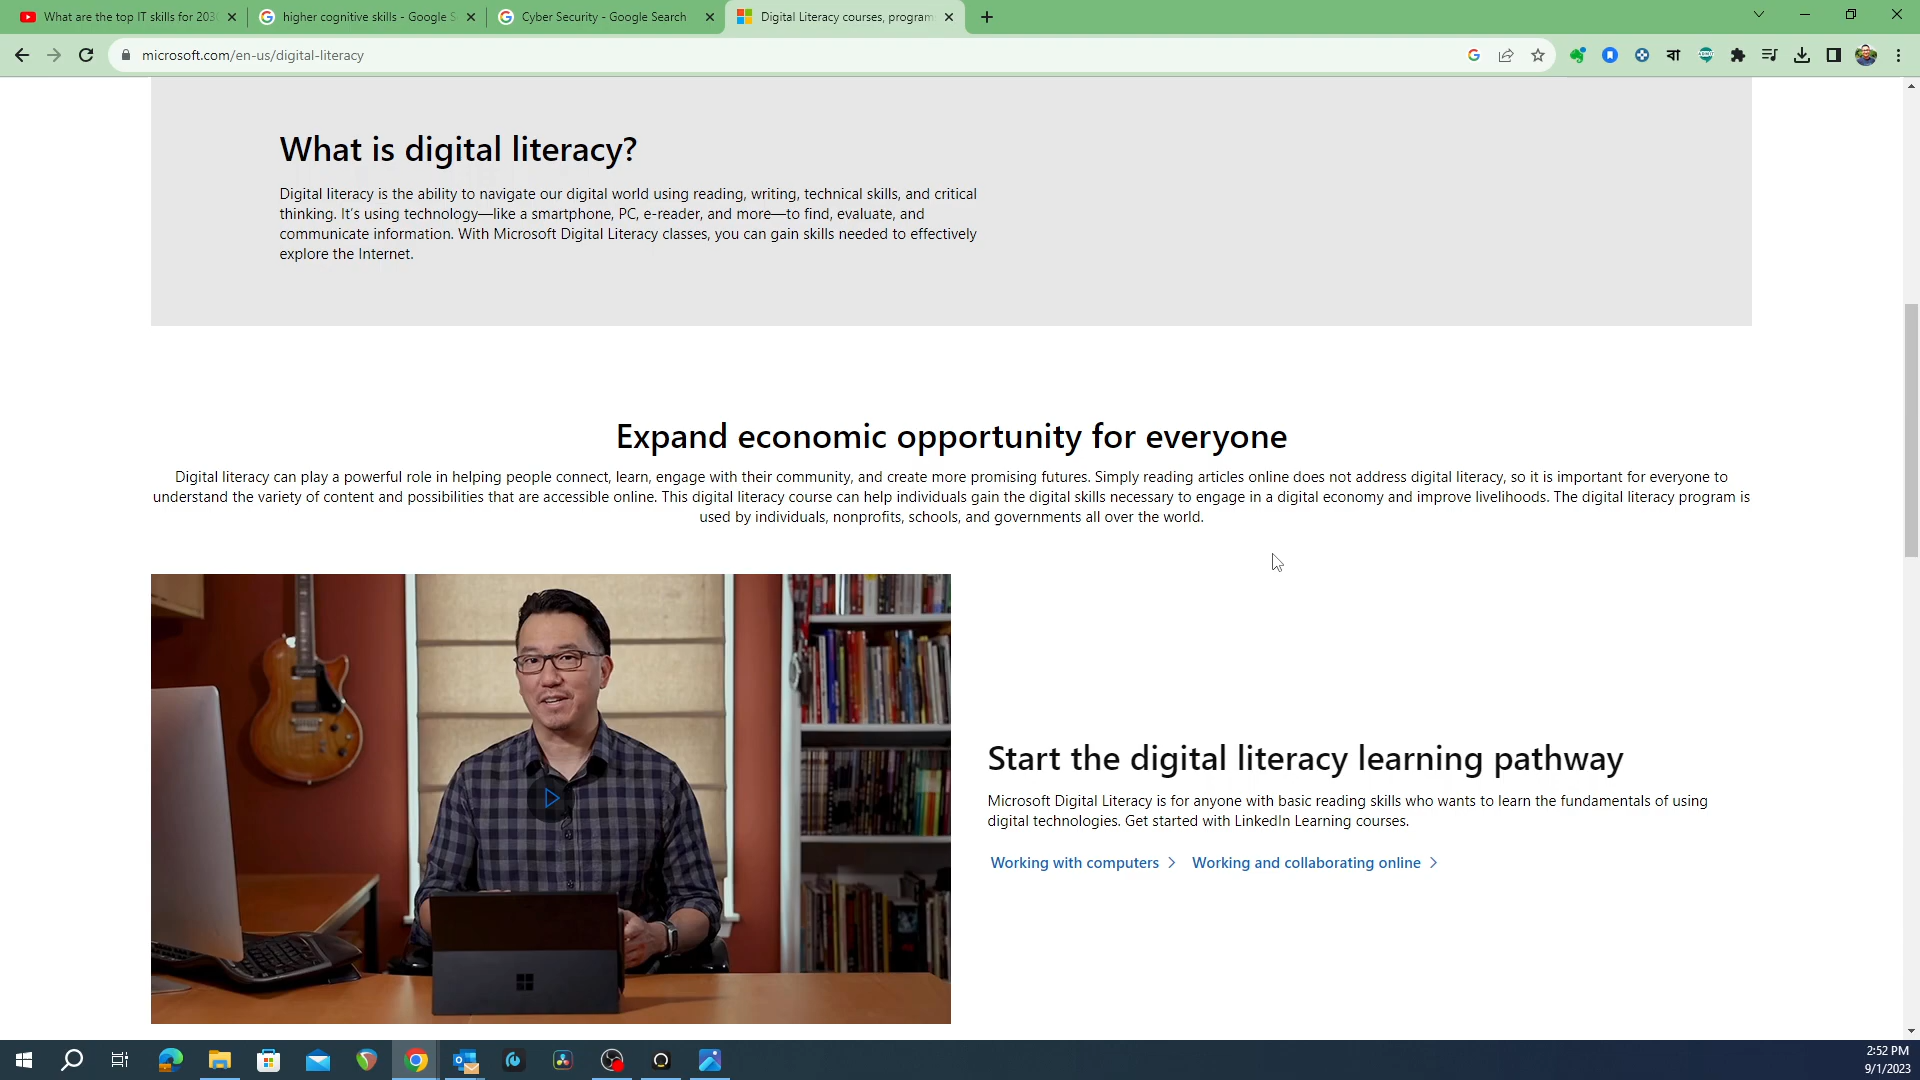 What are the top IT skills for 203
higher cognitive skills - Google S
Cyber Security - Google Search
Digital Literacy courses, program
microsoft.com/en-us/digital-literacy
বা
What is digital literacy?
Digital literacy is the ability to navigate our digital world using reading, writing, technical skills, and critical
thinking. It's using technology—like a smartphone, PC, e-reader, and more—to find, evaluate, and
communicate information. With Microsoft Digital Literacy classes, you can gain skills needed to effectively
explore the Internet.
Expand economic opportunity for everyone
Digital literacy can play a powerful role in helping people connect, learn, engage with their community, and create more promising futures. Simply reading articles online does not address digital literacy, so it is important for everyone to
understand the variety of content and possibilities that are accessible online. This digital literacy course can help individuals gain the digital skills necessary to engage in a digital economy and improve livelihoods. The digital literacy program is
used by individuals, nonprofits, schools, and governments all over the world.
Start the digital literacy learning pathway
Microsoft Digital Literacy is for anyone with basic reading skills who wants to learn the fundamentals of using
digital technologies. Get started with LinkedIn Learning courses.
Working with computers
Working and collaborating online
2:52 PM
9/1/2023